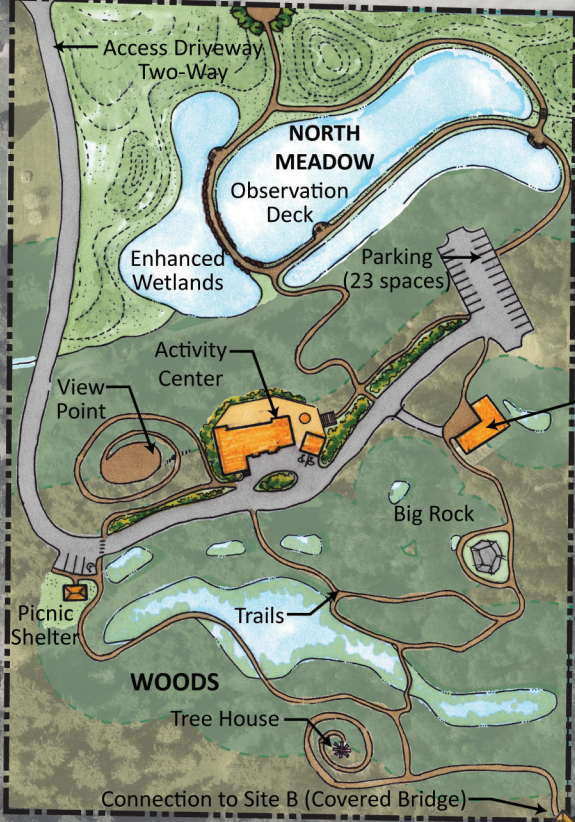 Access Driveway
Two-Way
NORTH
MEADOW
Observation
Deck
Enhanced
Wetlands
Parking
(23 spaces)
Activity
Center
View
Point
Big Rock
Picnic
Shelter
Trails
WOODS
Tree House
Connection to Site B (Covered Bridge)